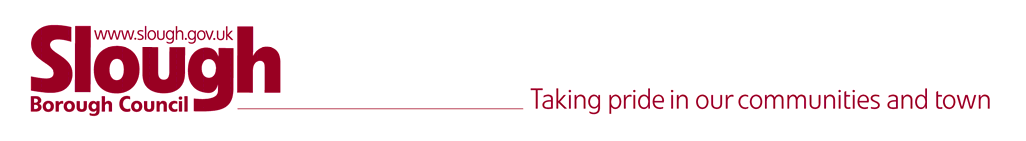 www.slough.gov.uk
Slough
Borough Council
Taking pride in our communities and town